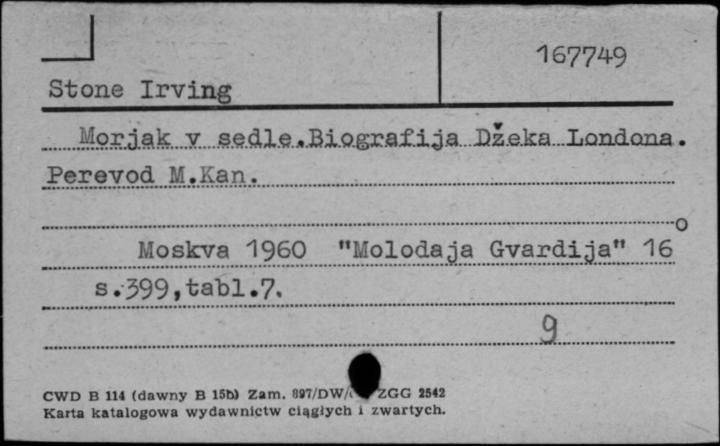 167749
Stone Irving
Morjak v sedle.Biografija Džeka Londona.
Perevod M.Kan.
Moskva 1960 "Molodaja Gvardija" 16o
s.399,tabl.7.
9
CWD B 114 (dawny B 15b) Zam. 897/DW/ ZGG 2542
Karta katalogowa wydawnictw ciągłych i zwartych.